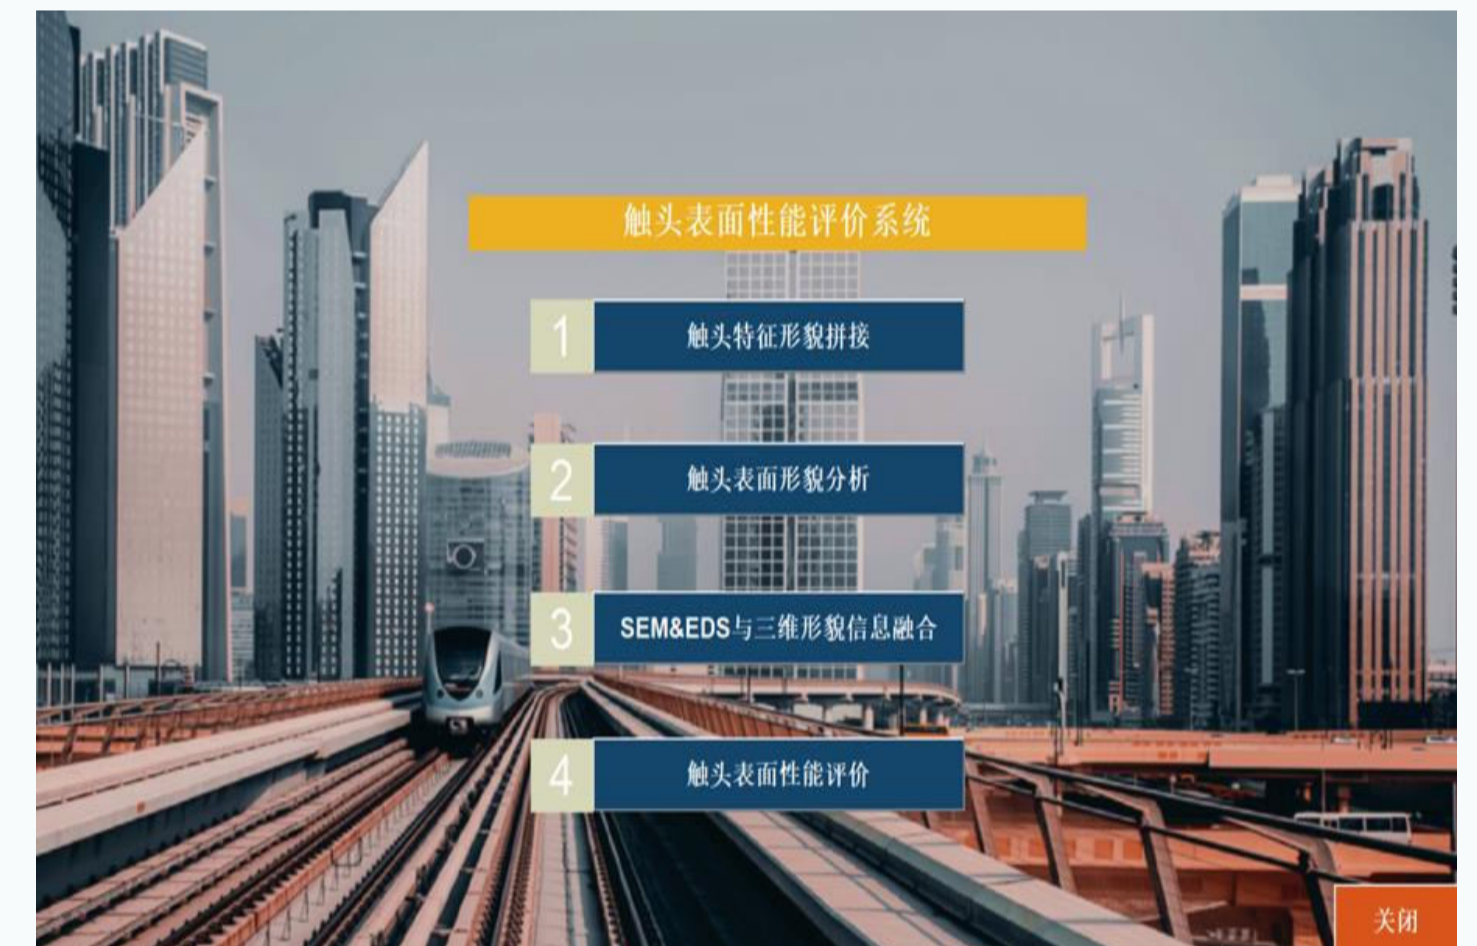 触头表面性能评价系统
1 触头特征形貌拼接
2 触头表面形貌分析
3 SEM&EDS与三维形貌信息融合
4 触头表面性能评价
关闭